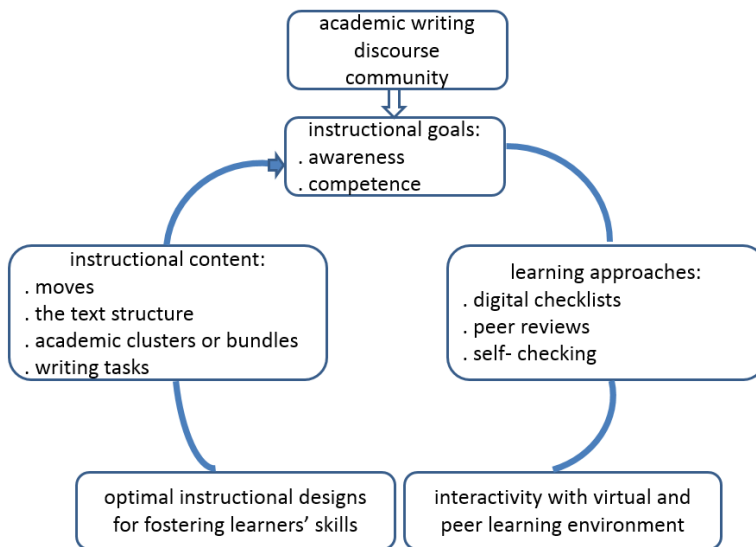 academic writing
discourse
community
instructional goals:
. awareness
. competence
instructional content:
. moves
. the text structure
. academic clusters or bundles
. writing tasks
learning approaches:
. digital checklists
. peer reviews
. self- checking
optimal instructional designs
for fostering learners’ skills
interactivity with virtual and
peer learning environment